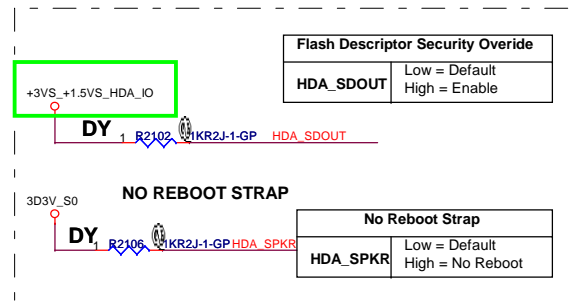 Flash Descriptor Security Overide
HDA_SDOUT
Low = Default
High = Enable
+3VS_+1.5VS_HDA_IO
DY 1 R2102 1KR2J-1-GP HDA_SDOUT
NO REBOOT STRAP
3D3V_S0
DY 1 R2106 1KR2J-1-GP HDA_SPKR
No Reboot Strap
HDA_SPKR
Low = Default
High = No Reboot